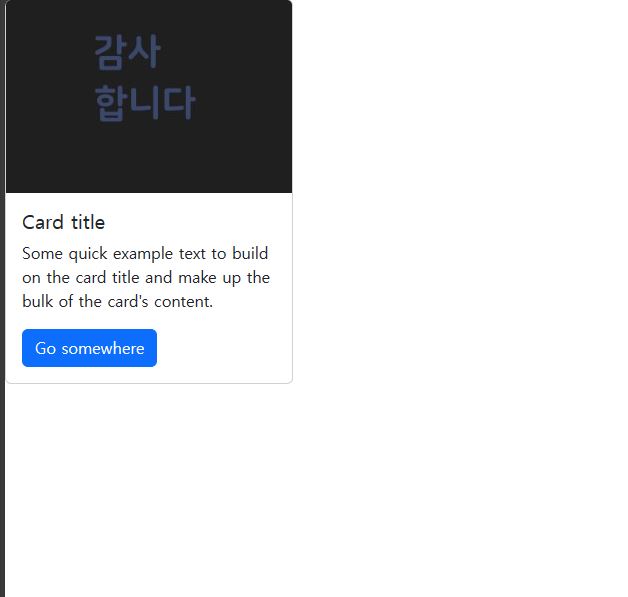 감사
합니다
Card title
Some quick example text to build
on the card title and make up the
bulk of the card's content.
Go somewhere